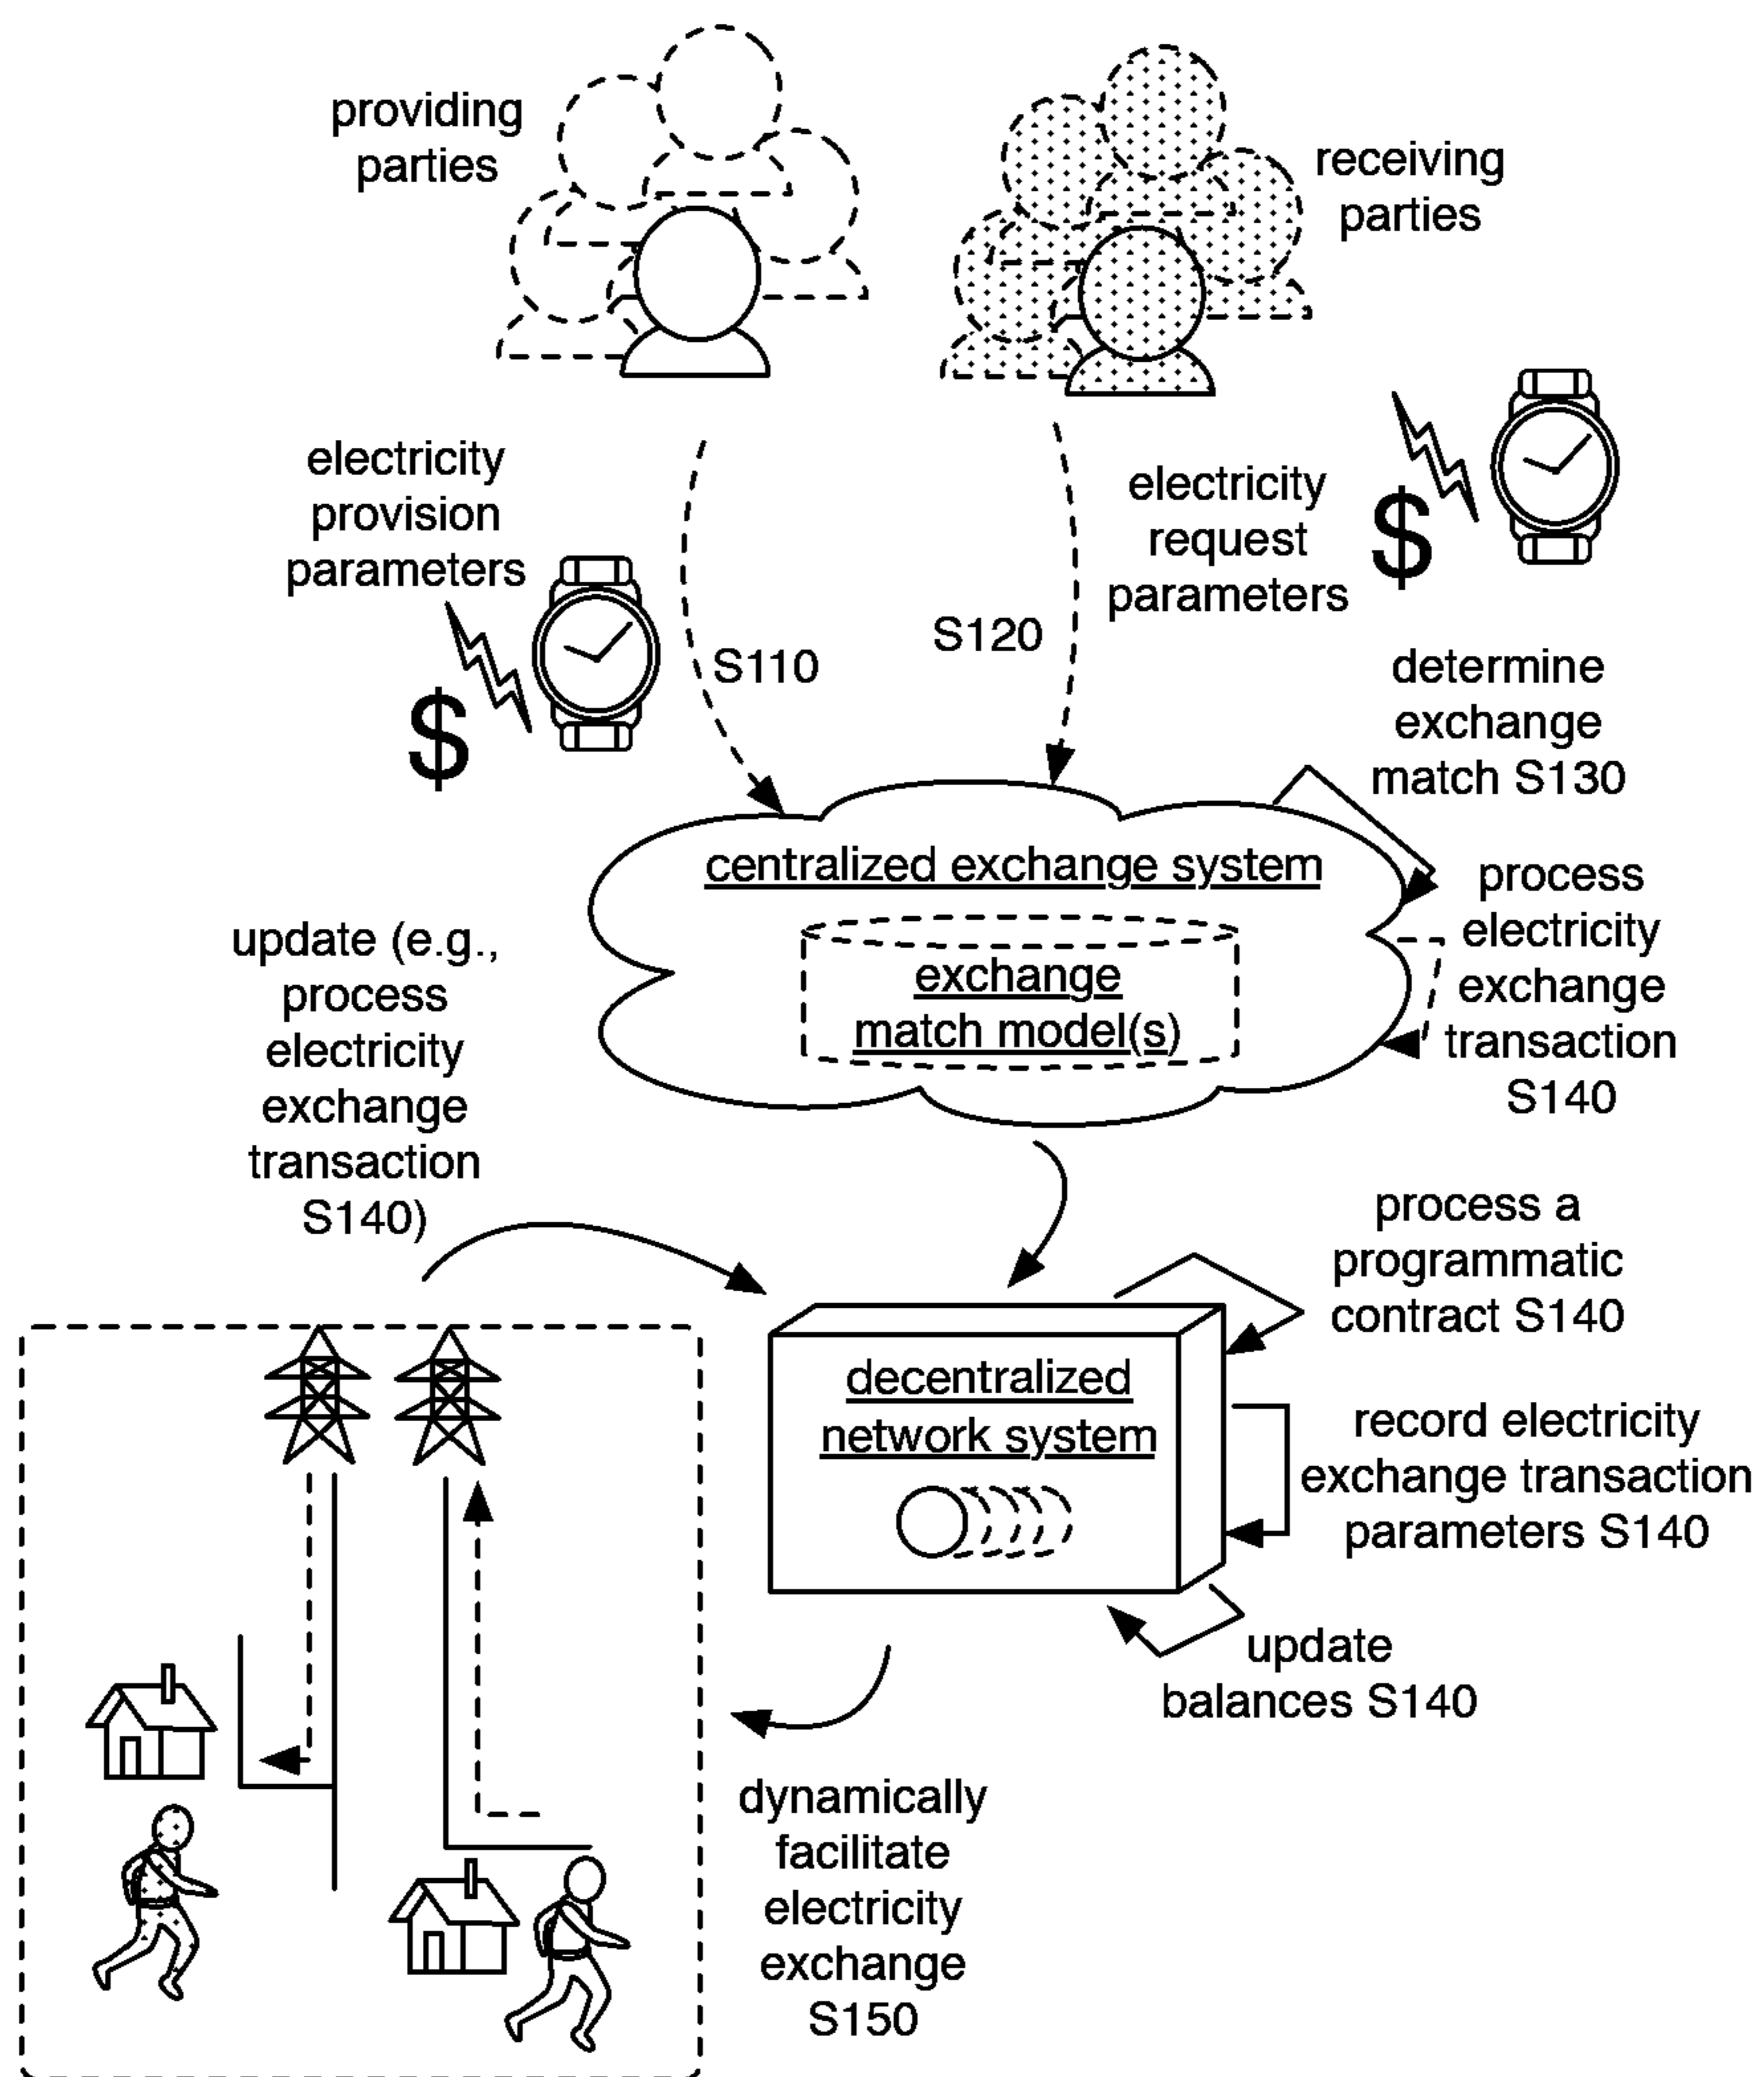 providing
parties
receiving
parties
electricity
provision
parameters
$
S110
electricity
request
parameters
$
S120
determine
exchange
match S130
centralized exchange system
exchange
match model(s)
process
electricity
exchange
transaction
S140
update (e.g.,
process
electricity
exchange
transaction
S140)
process a
programmatic
contract S140
decentralized
network system
record electricity
exchange transaction
parameters S140
update
balances S140
dynamically
facilitate
electricity
exchange
S150